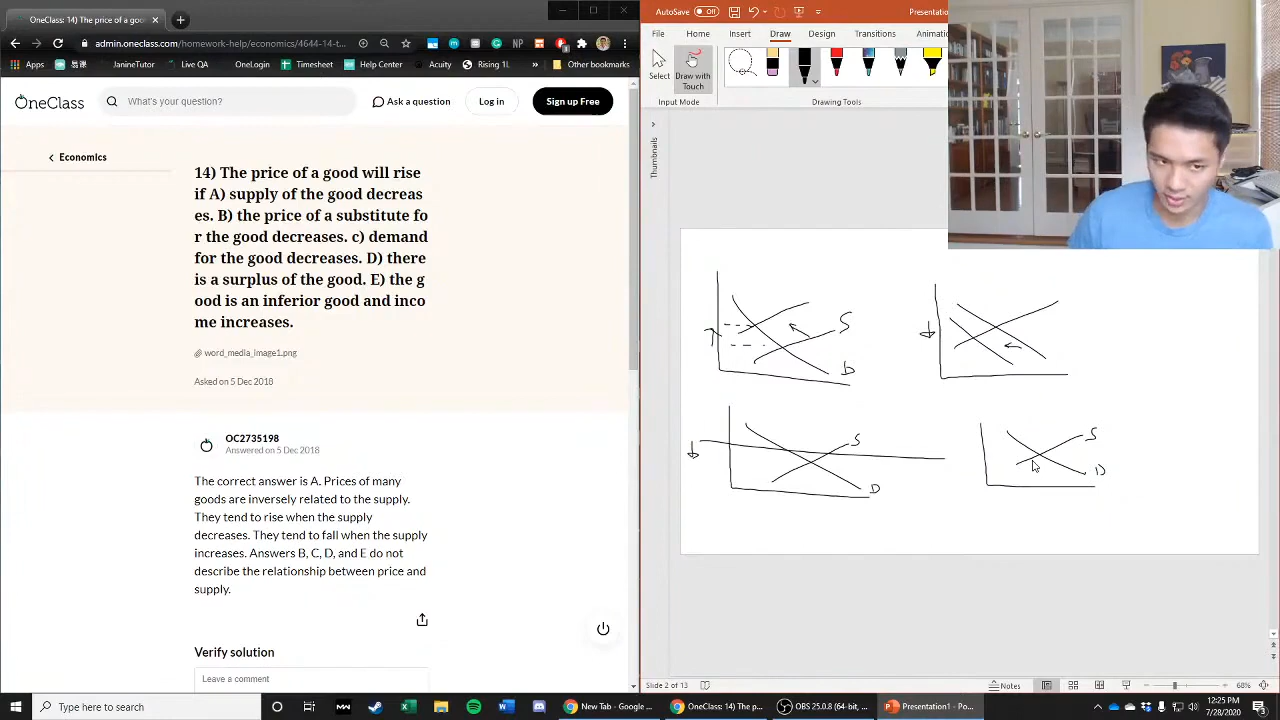 14) The price of a good
admin.oneclass.com/homework-help/economics/4644-14-t...
Apps
JanineTutor
Live QA
OneLogin
Timesheet
Help Center
Acuity
Rising 1L.
Other bookmarks
OneClass
What's your question?
Ask a question
Log in
Sign up Free
Economics
14) The price of a good will rise
if A) supply of the good decreas
es. B) the price of a substitute fo
r the good decreases. c) demand
for the good decreases. D) there
is a surplus of the good. E) the g
ood is an inferior good and inco
me increases.
word_media_image1.png
Asked on 5 Dec 2018
OC2735198
Answered on 5 Dec 2018
The correct answer is A. Prices of many
goods are inversely related to the supply.
They tend to rise when the supply
decreases. They tend to fall when the supply
increases. Answers B, C, D, and E do not
describe the relationship between price and
supply.
Verify solution
Leave a comment
AutoSave
Off
Presentation
File
Home
Insert
Draw
Design
Transitions
Animation
Select
Draw with
Touch
Input Mode
Drawing Tools
Thumbnails
S
D
S
D
S
D
Slide 2 of 13
Notes
68%
Type here to search
New Tab - Google ...
14) The p...
OBS 25.0.8 (64-bit, ...
Presentation1 - Po...
12:25 PM
7/28/2020